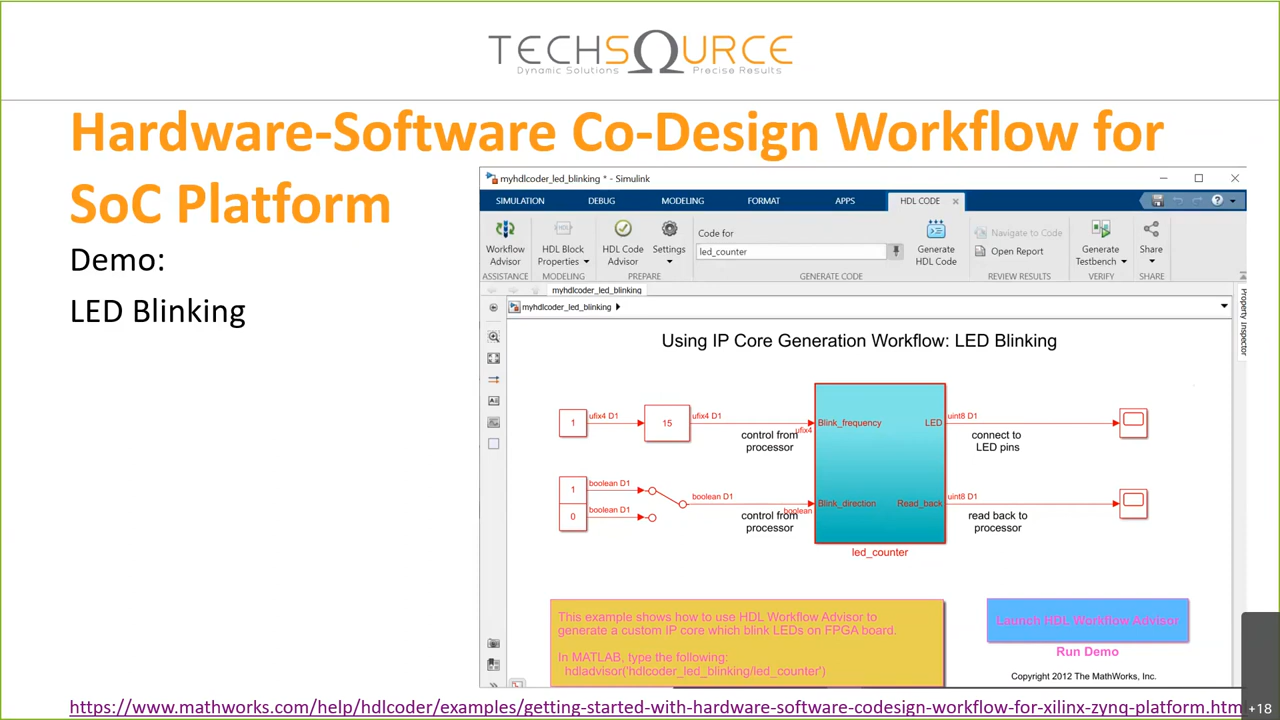 TECHSOURCE
Dynamic Solutions Precise Results
Hardware-Software Co-Design Workflow for
SoC Platform
Demo:
LED Blinking
myhdlcoder_led_blinking * - Simulink
SIMULATION DEBUG MODELING FORMAT APPS HDL CODE
Workflow Advisor
HDL Block Properties
HDL Code Advisor
Settings
Code for
led_counter
Generate HDL Code
Navigate to Code
Open Report
Generate Testbench
Share
ASSISTANCE MODELING PREPARE GENERATE CODE REVIEW RESULTS VERIFY SHARE
myhdlcoder_led_blinking
myhdlcoder_led_blinking
Property Inspector
Using IP Core Generation Workflow: LED Blinking
1 ufix4 D1 15 ufix4 D1 ufix4 Blink_frequency LED uint8 D1
control from
processor
connect to
LED pins
1 boolean D1
0 boolean D1
boolean D1 boolean Blink_direction Read_back uint8 D1
control from
processor
read back to
processor
led_counter
This example shows how to use HDL Workflow Advisor to
generate a custom IP core which blink LEDs on FPGA board.
In MATLAB, type the following:
hdladvisor('hdlcoder_led_blinking/led_counter')
Launch HDL Workflow Advisor
Run Demo
Copyright 2012 The MathWorks, Inc.
https://www.mathworks.com/help/hdlcoder/examples/getting-started-with-hardware-software-codesign-workflow-for-xilinx-zynq-platform.htm
+18